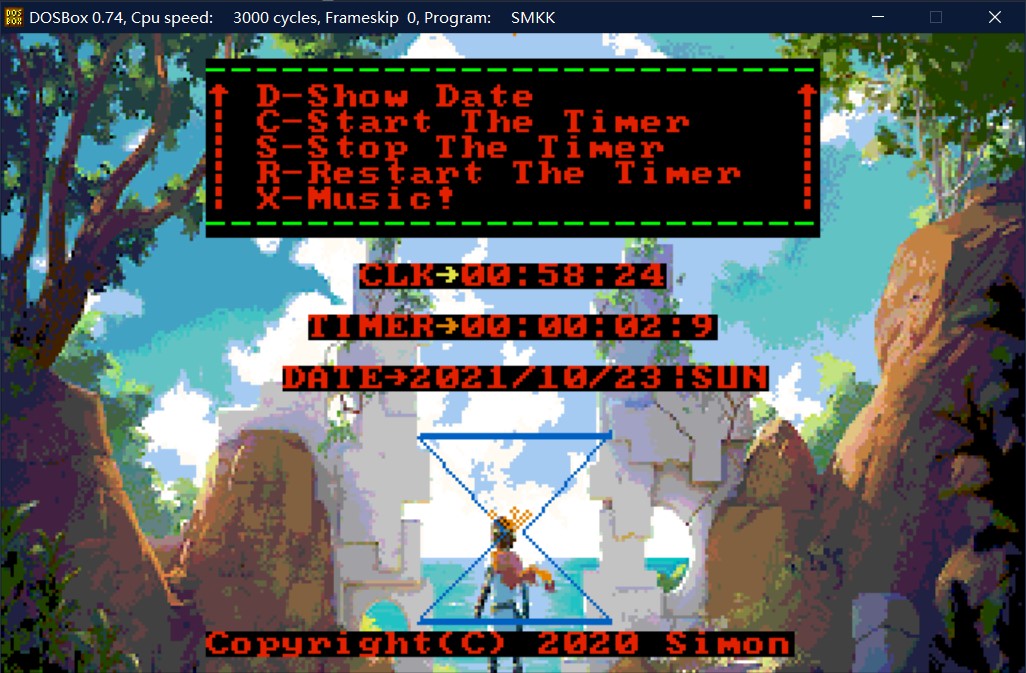 DOSBox 0.74, Cpu speed: 3000 cycles, Frameskip 0, Program: SMKK
D-Show Date
C-Start The Timer
S-Stop The Timer
R-Restart The Timer
X-Music!
CLK→00:58:24
TIMER→00:00:02:9
DATE→2021/10/23:SUN
Copyright(C) 2020 Simon